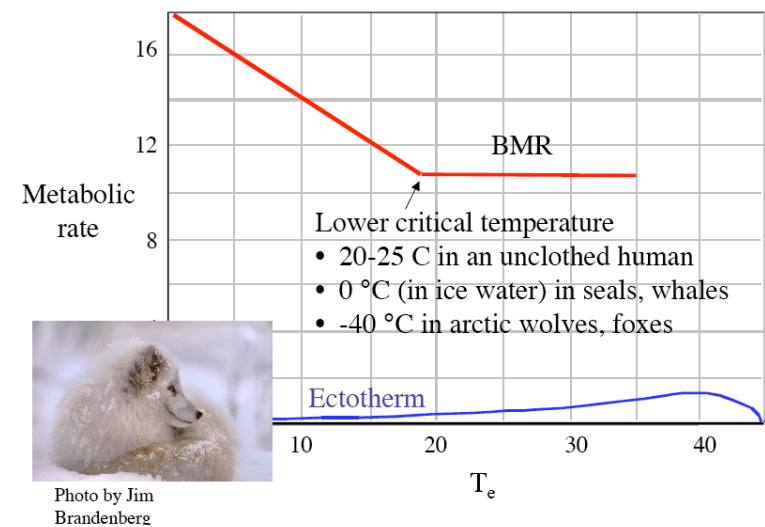 16
12
BMR
Metabolic
rate
Lower critical temperature
8
• 20-25 C in an unclothed human
• 0 °C (in ice water) in seals, whales
• -40 °C in arctic wolves, foxes
Ectotherm
10 20 30 40
Te
Photo by Jim
Brandenberg